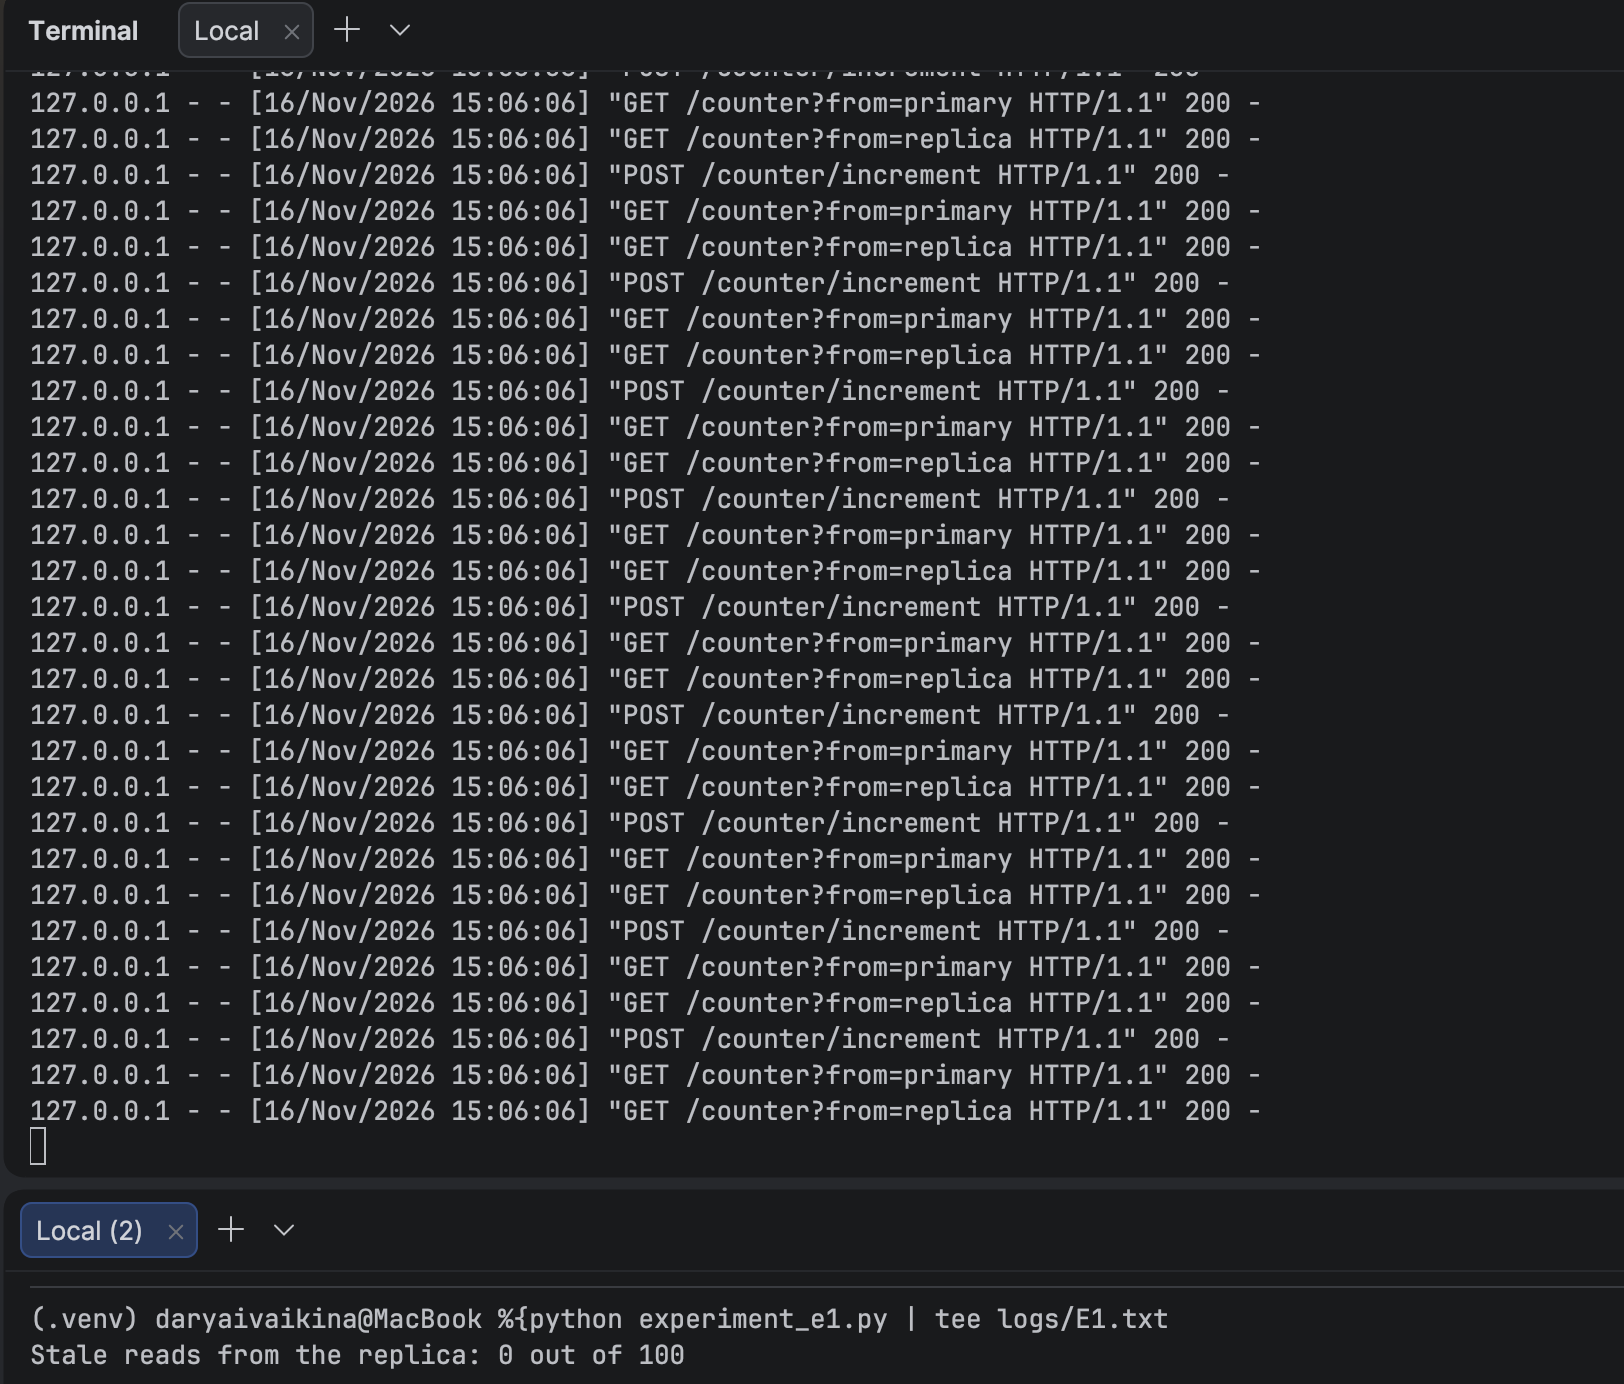 Terminal Local
127.0.0.1 - - [16/Nov/2026 15:06:06] "POST /counter/increment HTTP/1.1" 200 -
127.0.0.1 - - [16/Nov/2026 15:06:06] "GET /counter?from=primary HTTP/1.1" 200 -
127.0.0.1 - - [16/Nov/2026 15:06:06] "GET /counter?from=replica HTTP/1.1" 200 -
127.0.0.1 - - [16/Nov/2026 15:06:06] "POST /counter/increment HTTP/1.1" 200 -
127.0.0.1 - - [16/Nov/2026 15:06:06] "GET /counter?from=primary HTTP/1.1" 200 -
127.0.0.1 - - [16/Nov/2026 15:06:06] "GET /counter?from=replica HTTP/1.1" 200 -
127.0.0.1 - - [16/Nov/2026 15:06:06] "POST /counter/increment HTTP/1.1" 200 -
127.0.0.1 - - [16/Nov/2026 15:06:06] "GET /counter?from=primary HTTP/1.1" 200 -
127.0.0.1 - - [16/Nov/2026 15:06:06] "GET /counter?from=replica HTTP/1.1" 200 -
127.0.0.1 - - [16/Nov/2026 15:06:06] "POST /counter/increment HTTP/1.1" 200 -
127.0.0.1 - - [16/Nov/2026 15:06:06] "GET /counter?from=primary HTTP/1.1" 200 -
127.0.0.1 - - [16/Nov/2026 15:06:06] "GET /counter?from=replica HTTP/1.1" 200 -
127.0.0.1 - - [16/Nov/2026 15:06:06] "POST /counter/increment HTTP/1.1" 200 -
127.0.0.1 - - [16/Nov/2026 15:06:06] "GET /counter?from=primary HTTP/1.1" 200 -
127.0.0.1 - - [16/Nov/2026 15:06:06] "GET /counter?from=replica HTTP/1.1" 200 -
127.0.0.1 - - [16/Nov/2026 15:06:06] "POST /counter/increment HTTP/1.1" 200 -
127.0.0.1 - - [16/Nov/2026 15:06:06] "GET /counter?from=primary HTTP/1.1" 200 -
127.0.0.1 - - [16/Nov/2026 15:06:06] "GET /counter?from=replica HTTP/1.1" 200 -
127.0.0.1 - - [16/Nov/2026 15:06:06] "POST /counter/increment HTTP/1.1" 200 -
127.0.0.1 - - [16/Nov/2026 15:06:06] "GET /counter?from=primary HTTP/1.1" 200 -
127.0.0.1 - - [16/Nov/2026 15:06:06] "GET /counter?from=replica HTTP/1.1" 200 -
127.0.0.1 - - [16/Nov/2026 15:06:06] "POST /counter/increment HTTP/1.1" 200 -
127.0.0.1 - - [16/Nov/2026 15:06:06] "GET /counter?from=primary HTTP/1.1" 200 -
127.0.0.1 - - [16/Nov/2026 15:06:06] "GET /counter?from=replica HTTP/1.1" 200 -
127.0.0.1 - - [16/Nov/2026 15:06:06] "POST /counter/increment HTTP/1.1" 200 -
127.0.0.1 - - [16/Nov/2026 15:06:06] "GET /counter?from=primary HTTP/1.1" 200 -
127.0.0.1 - - [16/Nov/2026 15:06:06] "GET /counter?from=replica HTTP/1.1" 200 -
127.0.0.1 - - [16/Nov/2026 15:06:06] "POST /counter/increment HTTP/1.1" 200 -
127.0.0.1 - - [16/Nov/2026 15:06:06] "GET /counter?from=primary HTTP/1.1" 200 -
127.0.0.1 - - [16/Nov/2026 15:06:06] "GET /counter?from=replica HTTP/1.1" 200 -
Local (2)
(.venv) daryaivaikina@MacBook %{python experiment_e1.py | tee logs/E1.txt
Stale reads from the replica: 0 out of 100